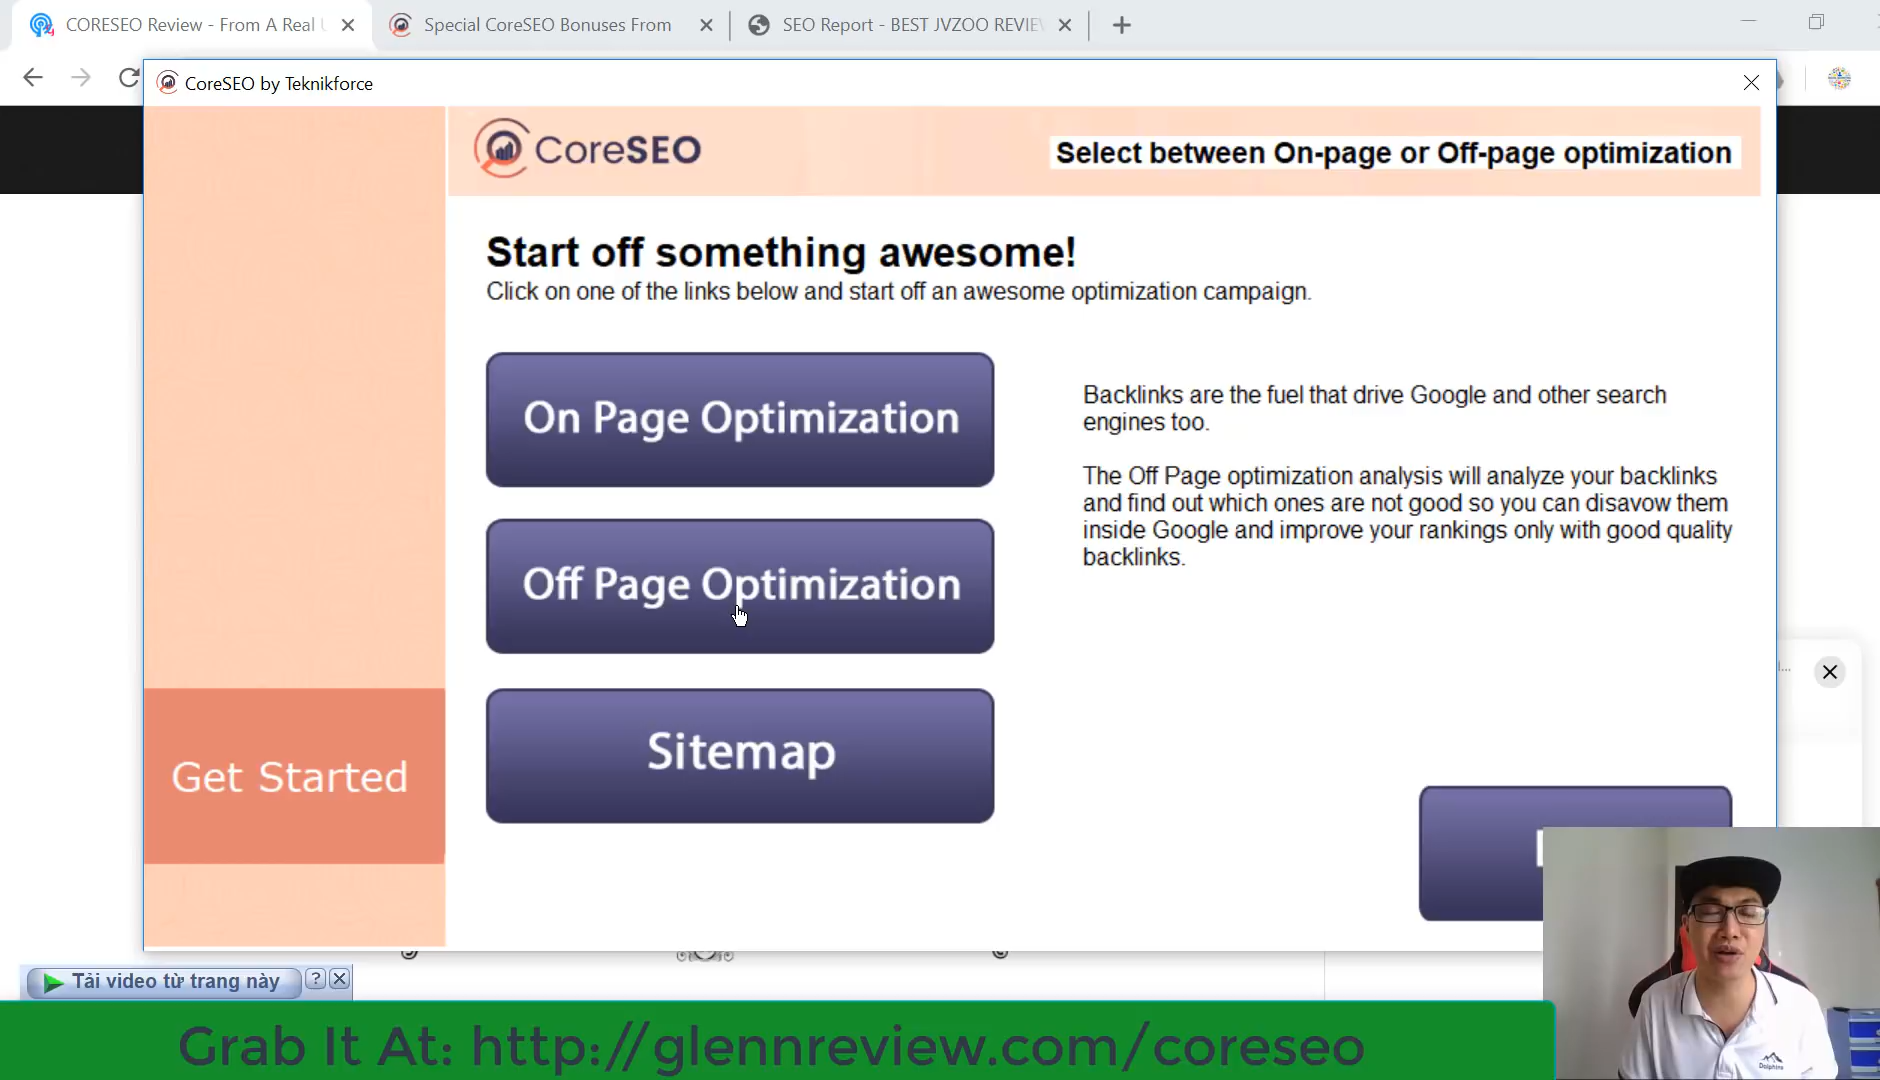 CORESEO Review - From A Real
Special CoreSEO Bonuses From
SEO Report - BEST JVZOO REVIE
CoreSEO by Teknikforce
CoreSEO
Select between On-page or Off-page optimization
Start off something awesome!
Click on one of the links below and start off an awesome optimization campaign.
On Page Optimization
Backlinks are the fuel that drive Google and other search
engines too.
The Off Page optimization analysis will analyze your backlinks
and find out which ones are not good so you can disavow them
inside Google and improve your rankings only with good quality
backlinks.
Off Page Optimization
Sitemap
Get Started
Tải video từ trang này
?
Dolphins
Grab It At: http://glennreview.com/coreseo